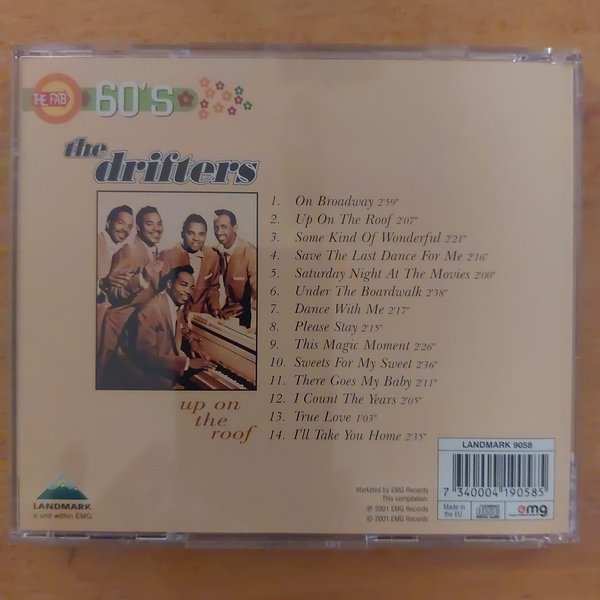 THE FAB
60'S
the
drifters
1. On Broadway 2'59"
2. Up On The Roof 2'07"
3. Some Kind Of Wonderful 2'21"
4. Save The Last Dance For Me 2'16"
5. Saturday Night At The Movies 2'00"
6. Under The Boardwalk 2'38"
7. Dance With Me 2'17"
8. Please Stay 2'15"
9. This Magic Moment 2'26"
10. Sweets For My Sweet 2'36"
11. There Goes My Baby 2'11"
12. I Count The Years 2'05"
13. True Love 1'03"
14. I'll Take You Home 2'35"
up on
the
roof
LANDMARK
a unit within EMG
Marketed by EMG Records
This compilation:
℗ 2001 EMG Records
© 2001 EMG Records
LANDMARK 9058
7 340004 190585
Made in
the EU
emg